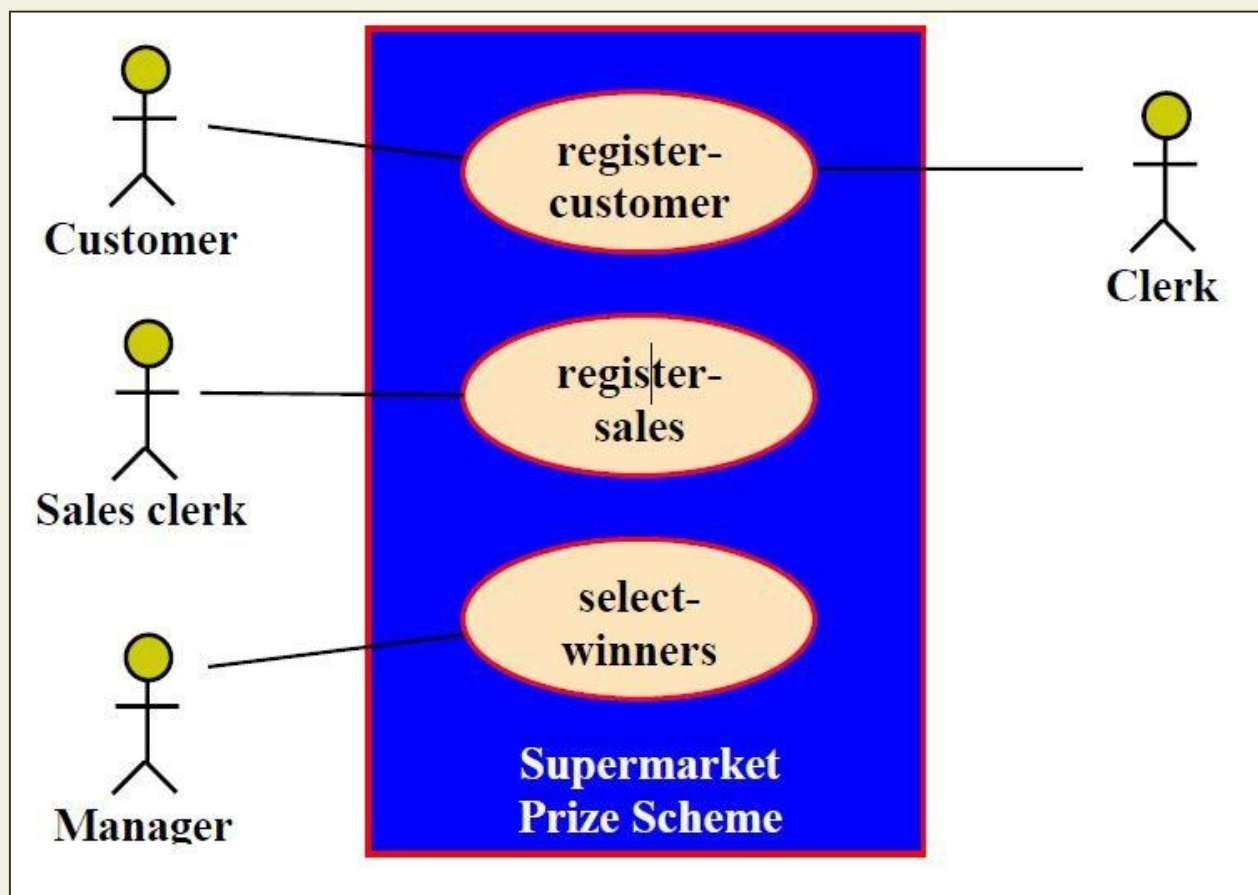 Customer
register-
customer
Clerk
Sales clerk
register-
sales
Manager
select-
winners
Supermarket
Prize Scheme